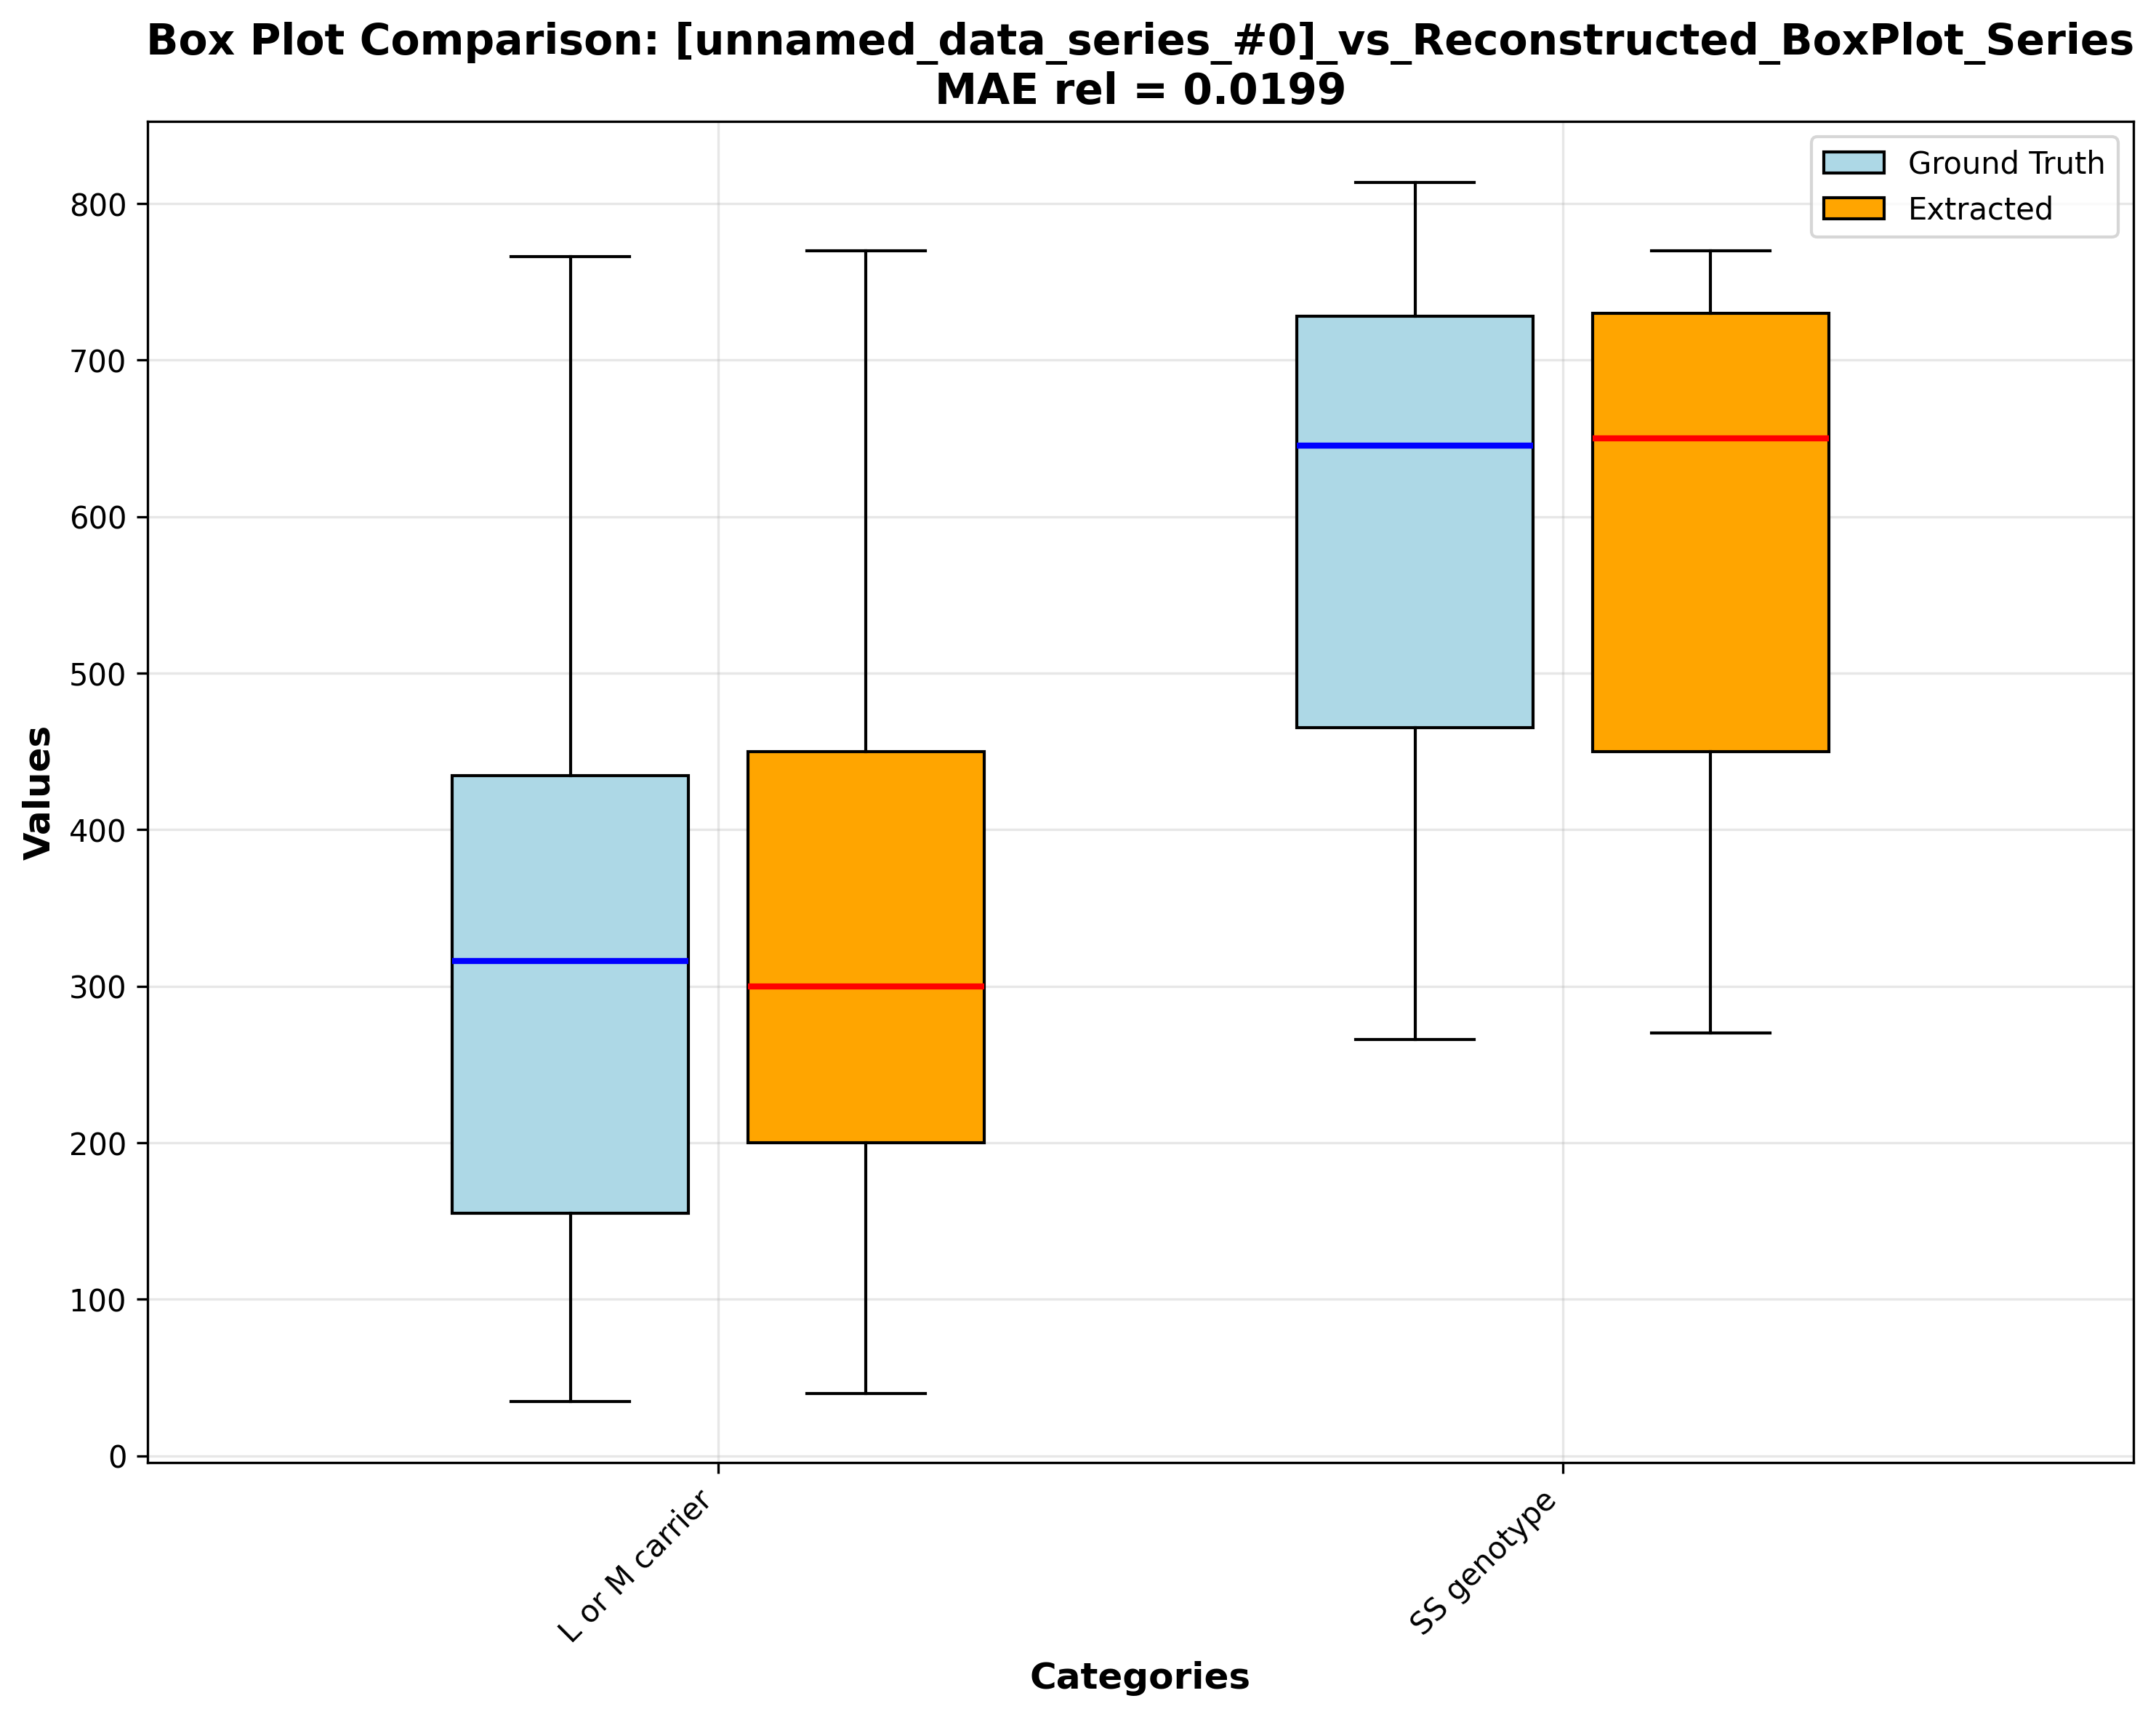 Box Plot Comparison: [unnamed_data_series_#0]_vs_Reconstructed_BoxPlot_Series
MAE rel = 0.0199
Ground Truth
Extracted
800
700
600
500
400
300
200
100
0
Values
L or M carrier
SS genotype
Categories